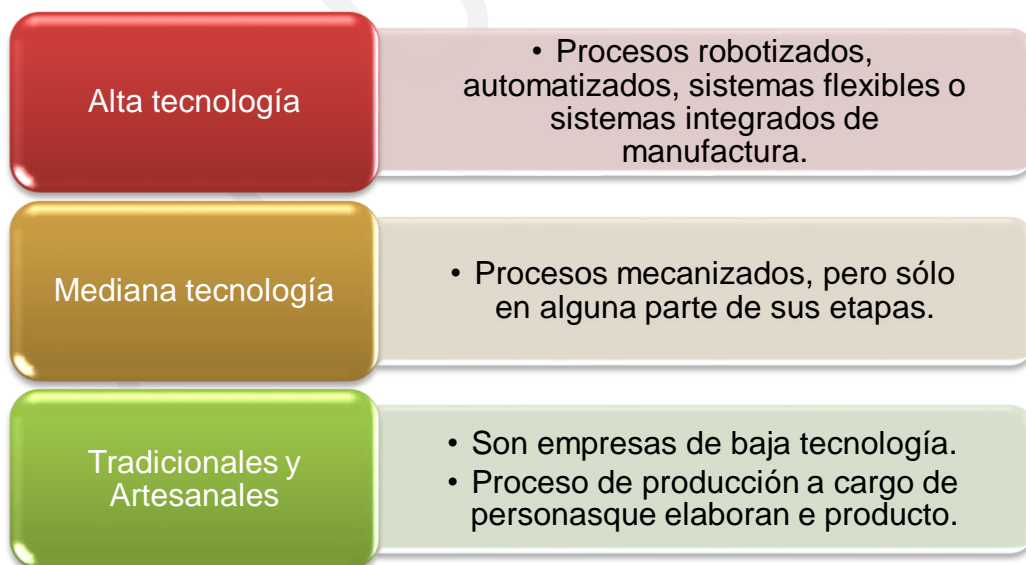 Alta tecnología
• Procesos robotizados,
automatizados, sistemas flexibles o
sistemas integrados de
manufactura.
Mediana tecnología
• Procesos mecanizados, pero sólo
en alguna parte de sus etapas.
Tradicionales y
Artesanales
• Son empresas de baja tecnología.
• Proceso de producción a cargo de
personasque elaboran e producto.